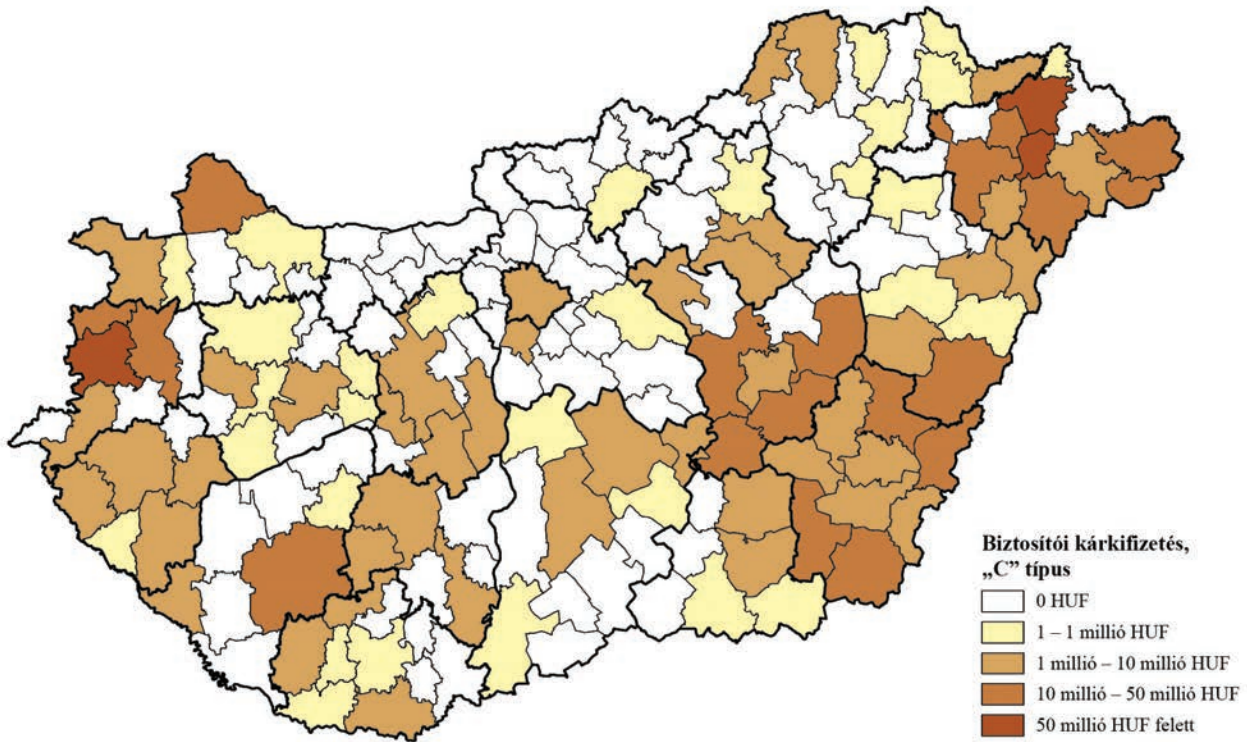 Biztosítói kárkifizetés,
„C” típus
0 HUF
1 – 1 millió HUF
1 millió – 10 millió HUF
10 millió – 50 millió HUF
50 millió HUF felett